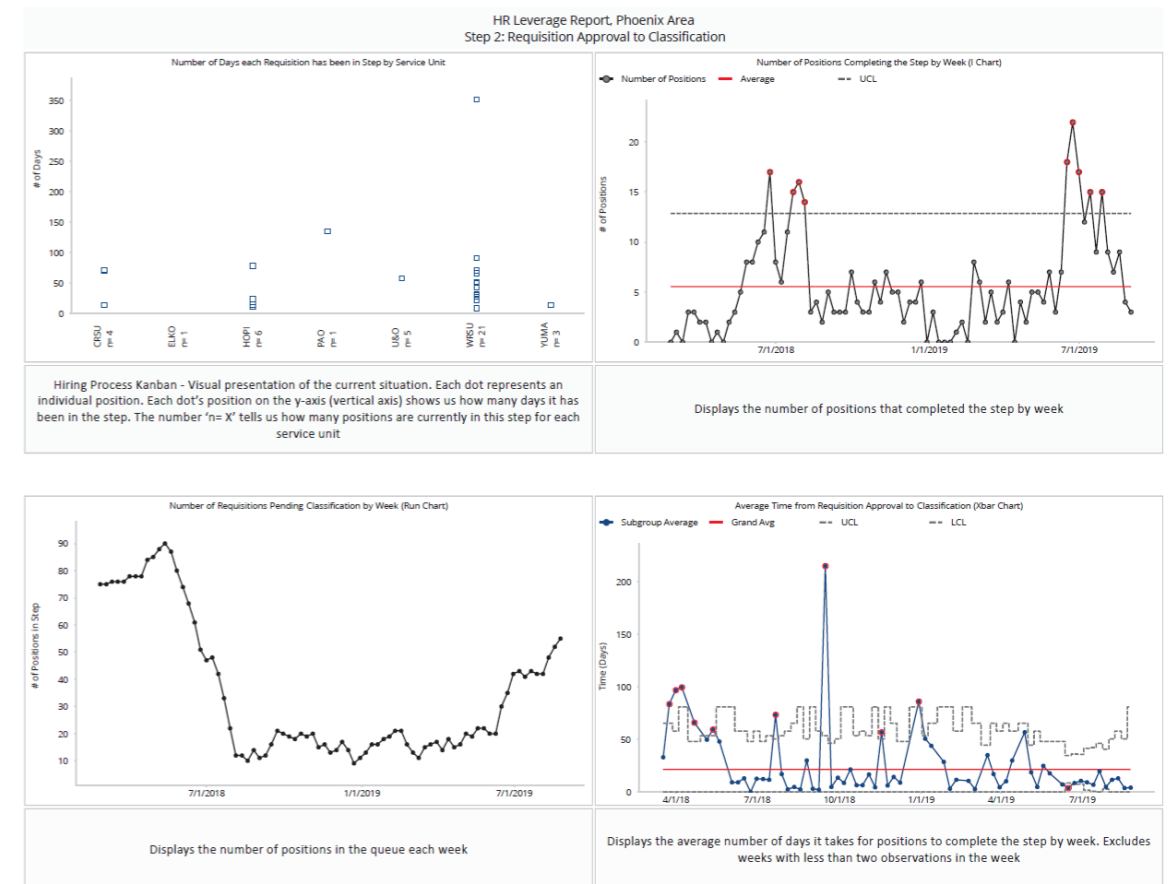 HR Leverage Report, Phoenix Area
Step 2: Requisition Approval to Classification
Number of Days each Requisition has been in Step by Service Unit
# of Days
350
300
250
200
150
100
50
0
CRSU
n= 4
ELKO
n= 1
HOPI
n= 6
PAO
n= 1
U&O
n= 5
WRSU
n= 21
YUMA
n= 3
Hiring Process Kanban - Visual presentation of the current situation. Each dot represents an
individual position. Each dot's position on the y-axis (vertical axis) shows us how many days it has
been in the step. The number 'n= X' tells us how many positions are currently in this step for each
service unit
Number of Positions Completing the Step by Week (I Chart)
Number of Positions
Average
UCL
# of Positions
20
15
10
5
0
7/1/2018
1/1/2019
7/1/2019
Displays the number of positions that completed the step by week
Number of Requisitions Pending Classification by Week (Run Chart)
# of Positions in Step
90
80
70
60
50
40
30
20
10
7/1/2018
1/1/2019
7/1/2019
Displays the number of positions in the queue each week
Average Time from Requisition Approval to Classification (Xbar Chart)
Subgroup Average
Grand Avg
UCL
LCL
Time (Days)
200
150
100
50
0
4/1/18
7/1/18
10/1/18
1/1/19
4/1/19
7/1/19
Displays the average number of days it takes for positions to complete the step by week. Excludes
weeks with less than two observations in the week